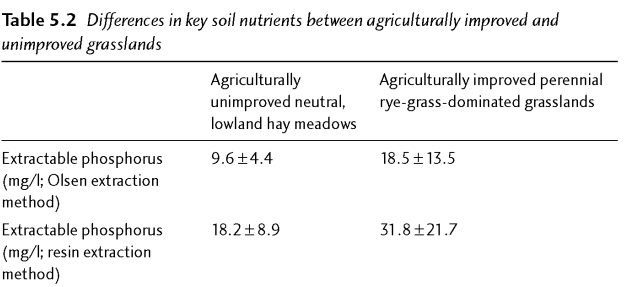 Table 5.2 Differences in key soil nutrients between agriculturally improved and
unimproved grasslands
Agriculturally
unimproved neutral,
lowland hay meadows
Agriculturally improved perennial
rye-grass-dominated grasslands
Extractable phosphorus
(mg/l; Olsen extraction
method)
9.6±4.4
18.5±13.5
Extractable phosphorus
(mg/l; resin extraction
method)
18.2±8.9
31.8±21.7